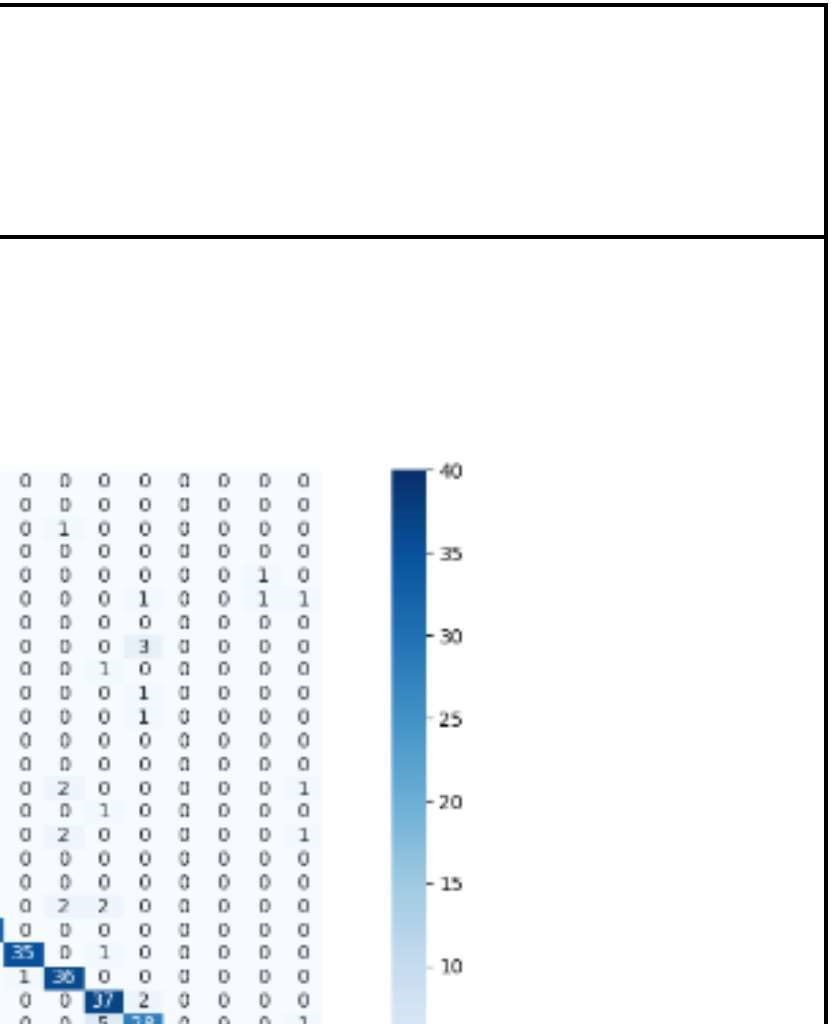 0 0 0 0 0 0 0 0
0 0 0 0 0 0 0 0
0 1 0 0 0 0 0 0
0 0 0 0 0 0 0 0
0 0 0 0 0 0 1 0
0 0 0 1 0 0 1 1
0 0 0 0 0 0 0 0
0 0 0 3 0 0 0 0
0 0 1 0 0 0 0 0
0 0 0 1 0 0 0 0
0 0 0 1 0 0 0 0
0 0 0 0 0 0 0 0
0 0 0 0 0 0 0 0
0 2 0 0 0 0 0 1
0 0 1 0 0 0 0 0
0 2 0 0 0 0 0 1
0 0 0 0 0 0 0 0
0 0 0 0 0 0 0 0
0 2 2 0 0 0 0 0
0 0 0 0 0 0 0 0
35 0 1 0 0 0 0 0
1 36 0 0 0 0 0 0
0 0 37 2 0 0 0 0
0 0 5 28 0 0 0 1
40
35
30
25
20
15
10